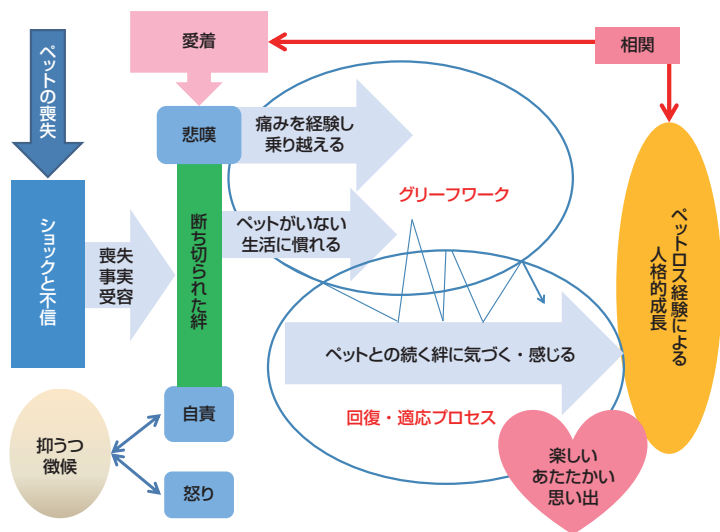 愛着
相関
ペットの喪失
悲嘆
痛みを経験し
乗り越える
グリーフワーク
ショックと不信
喪失
事実
受容
断ち切られた絆
ペットがいない
生活に慣れる
ペットロス経験による
人格的成長
ペットとの続く絆に気づく・感じる
自責
回復・適応プロセス
抑うつ
徴候
怒り
楽しい
あたたかい
思い出